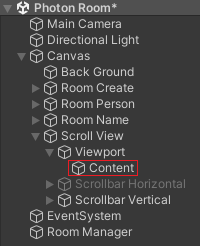 Photon Room*
Main Camera
Directional Light
Canvas
Back Ground
Room Create
Room Person
Room Name
Scroll View
Viewport
Content
Scrollbar Horizontal
Scrollbar Vertical
EventSystem
Room Manager